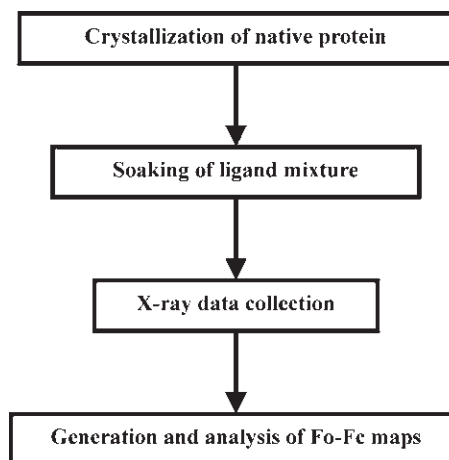 Crystallization of native protein
Soaking of ligand mixture
X-ray data collection
Generation and analysis of Fo-Fc maps